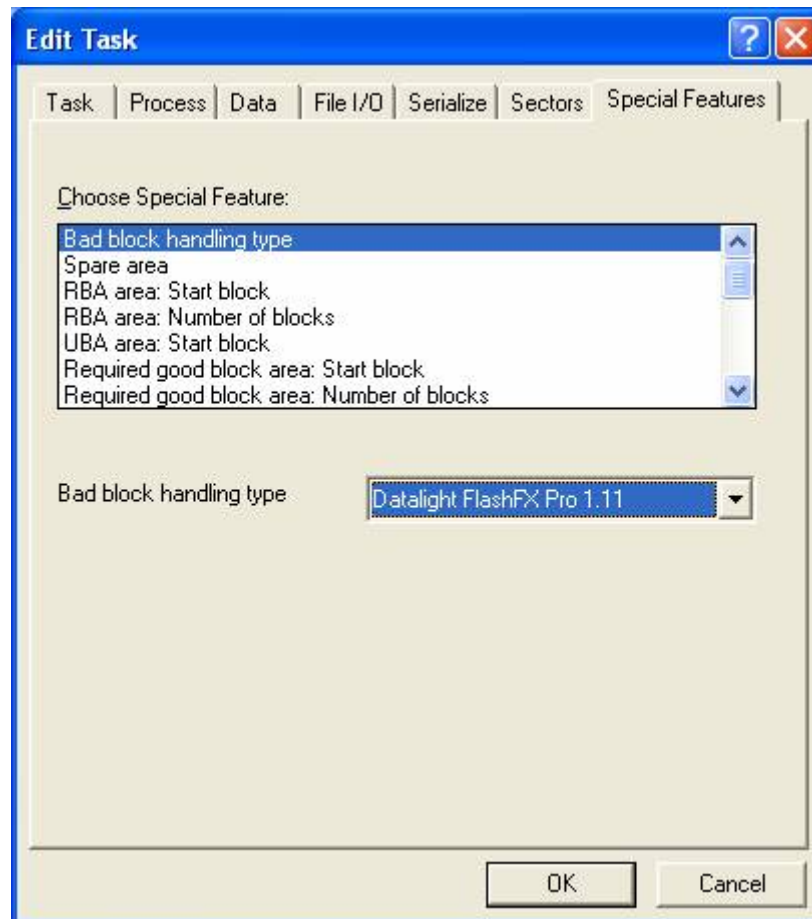 Edit Task
Task Process Data File I/O Serialize Sectors Special Features
Choose Special Feature:
Bad block handling type
Spare area
RBA area: Start block
RBA area: Number of blocks
UBA area: Start block
Required good block area: Start block
Required good block area: Number of blocks
Bad block handling type Datalight FlashFX Pro 1.11
OK Cancel